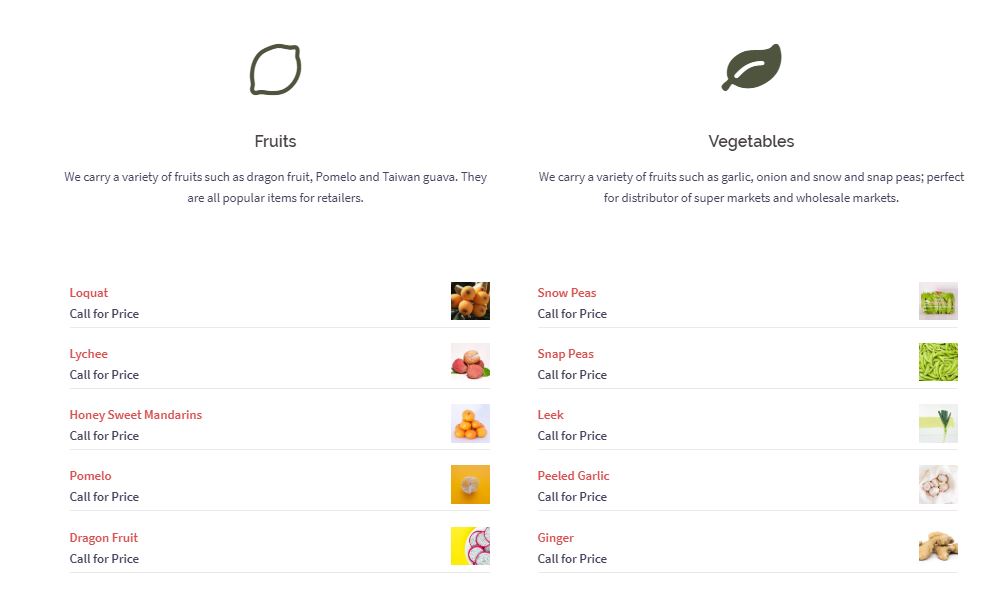 Fruits
We carry a variety of fruits such as dragon fruit, Pomelo and Taiwan guava. They
are all popular items for retailers.
Loquat
Call for Price
Lychee
Call for Price
Honey Sweet Mandarins
Call for Price
Pomelo
Call for Price
Dragon Fruit
Call for Price
Vegetables
We carry a variety of fruits such as garlic, onion and snow and snap peas; perfect
for distributor of super markets and wholesale markets.
Snow Peas
Call for Price
Snap Peas
Call for Price
Leek
Call for Price
Peeled Garlic
Call for Price
Ginger
Call for Price